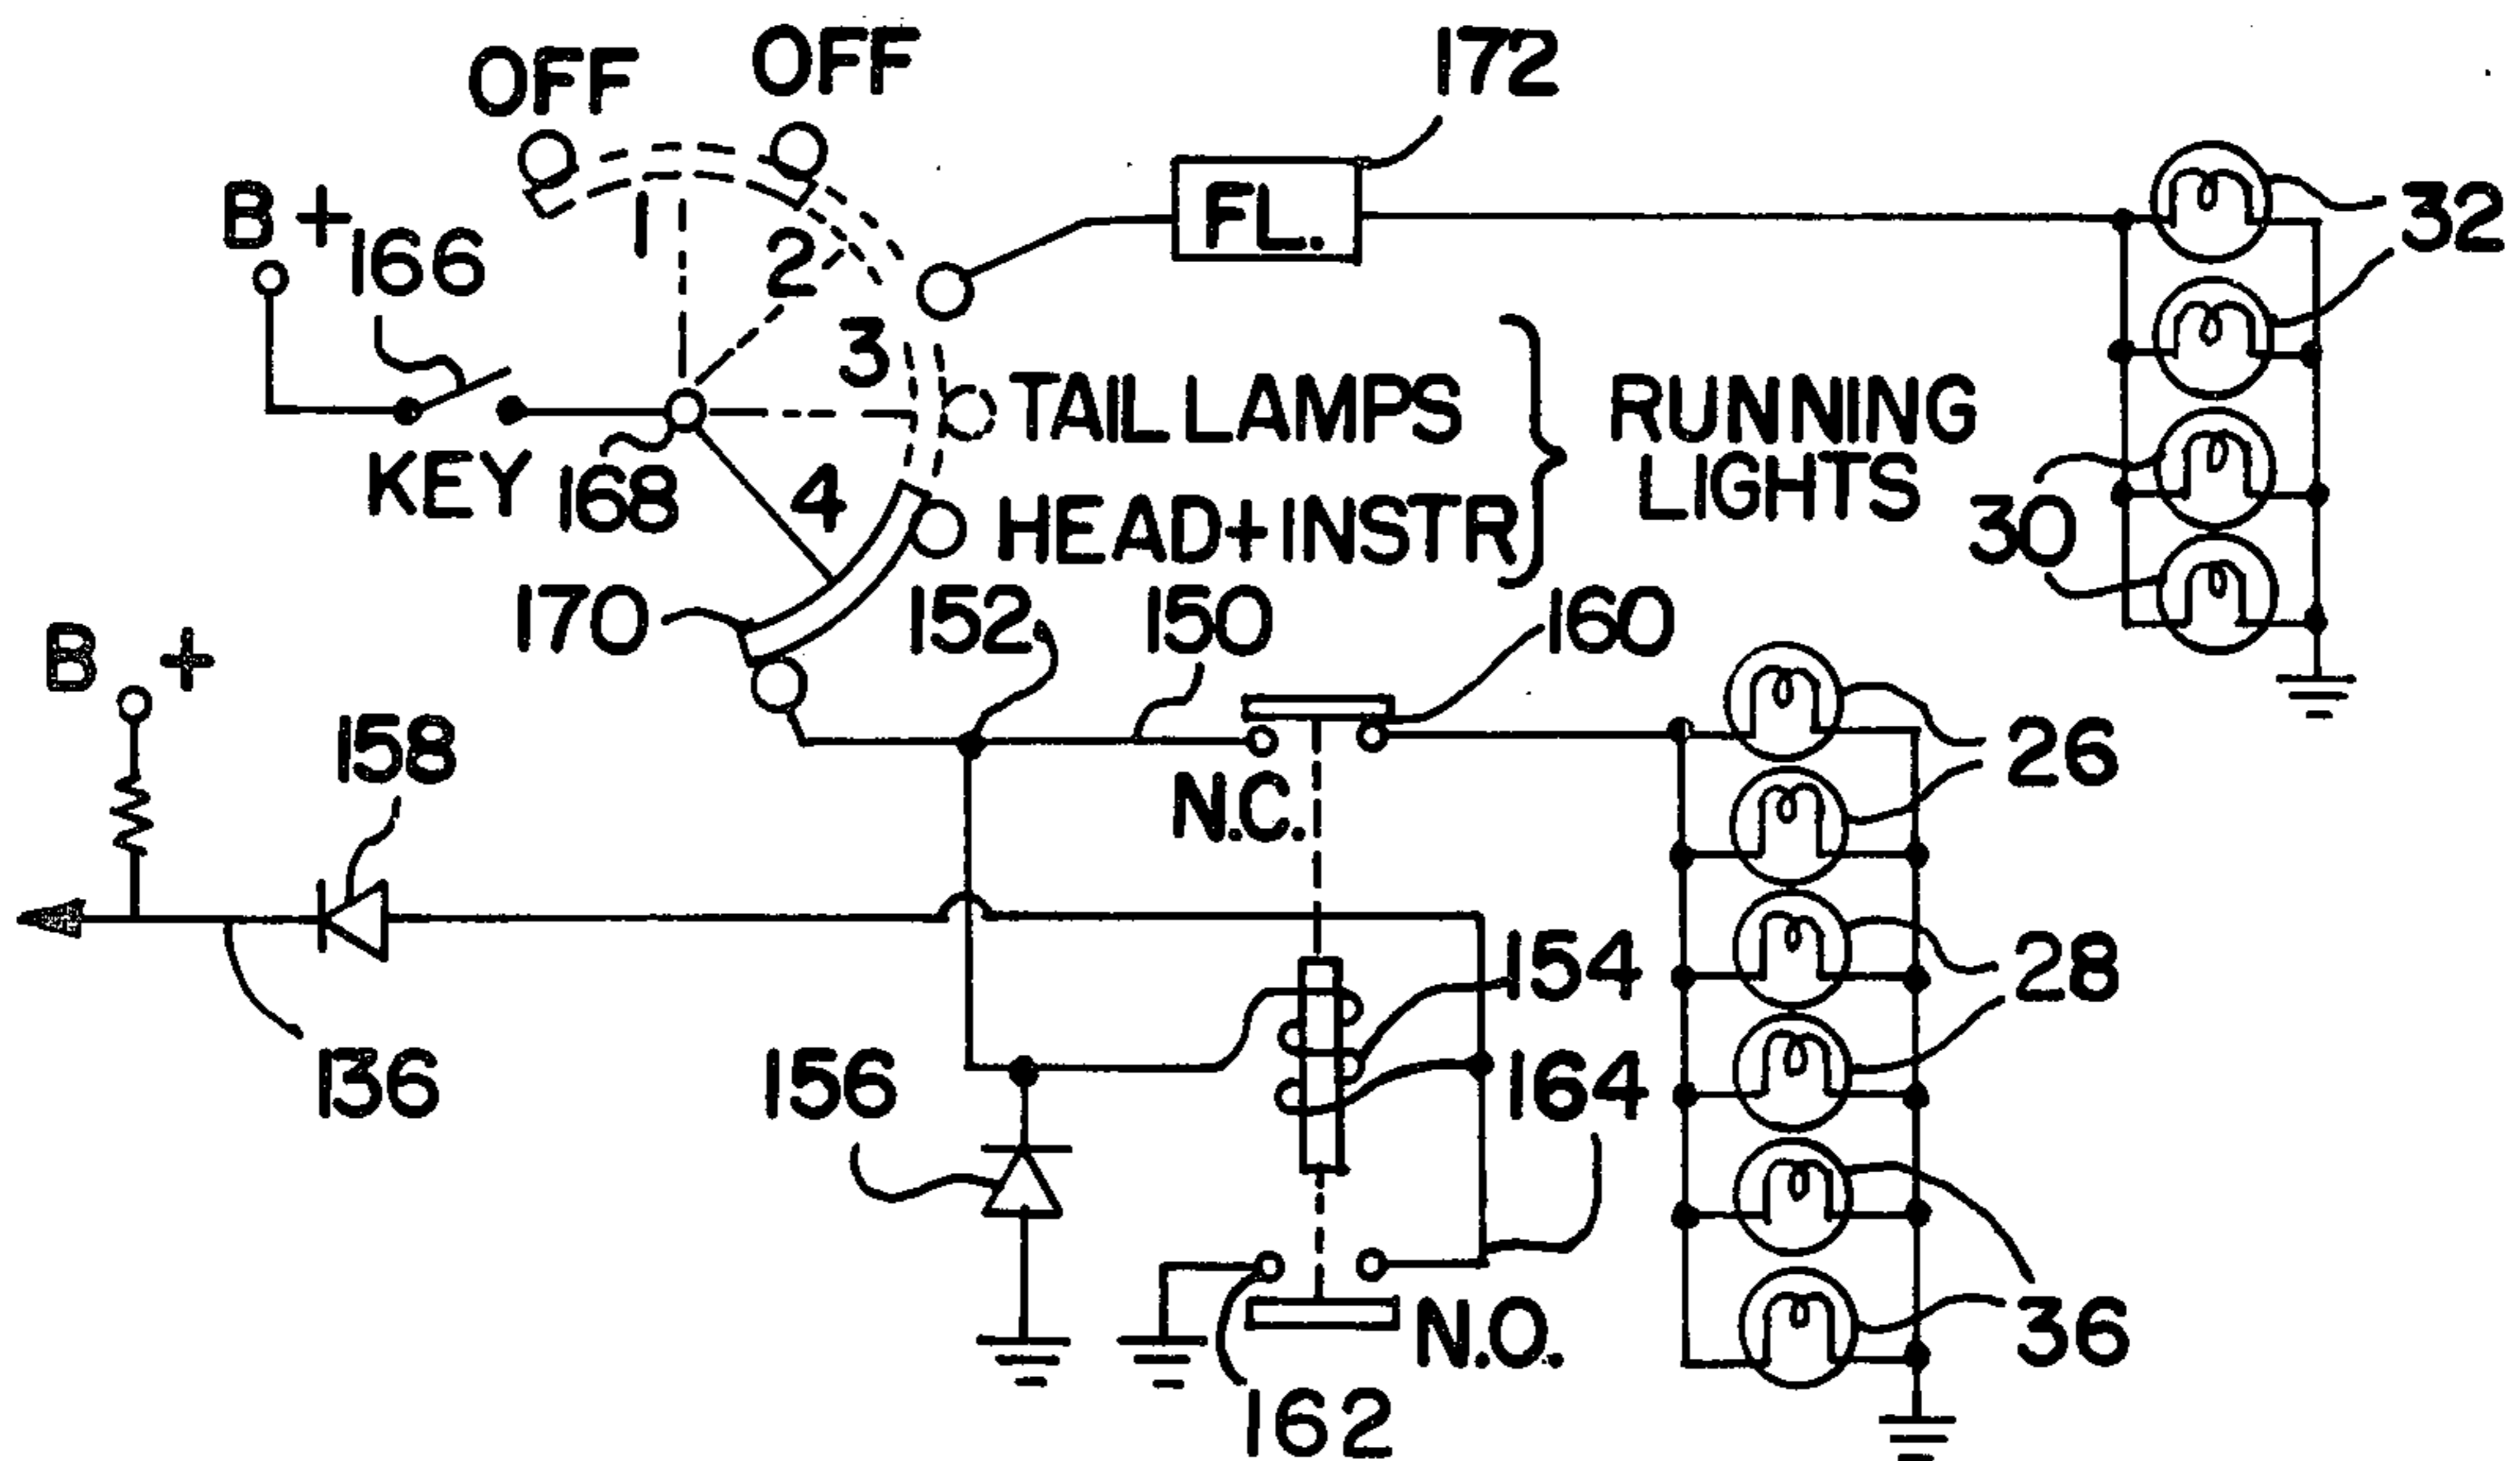 OFF
OFF
172
B+
166
1
2
FL.
32
3
TAIL LAMPS
RUNNING
LIGHTS
KEY
168
4
HEAD+INSTR
30
170
152
150
160
B +
158
N.C.
26
154
28
136
156
164
36
N.O.
162